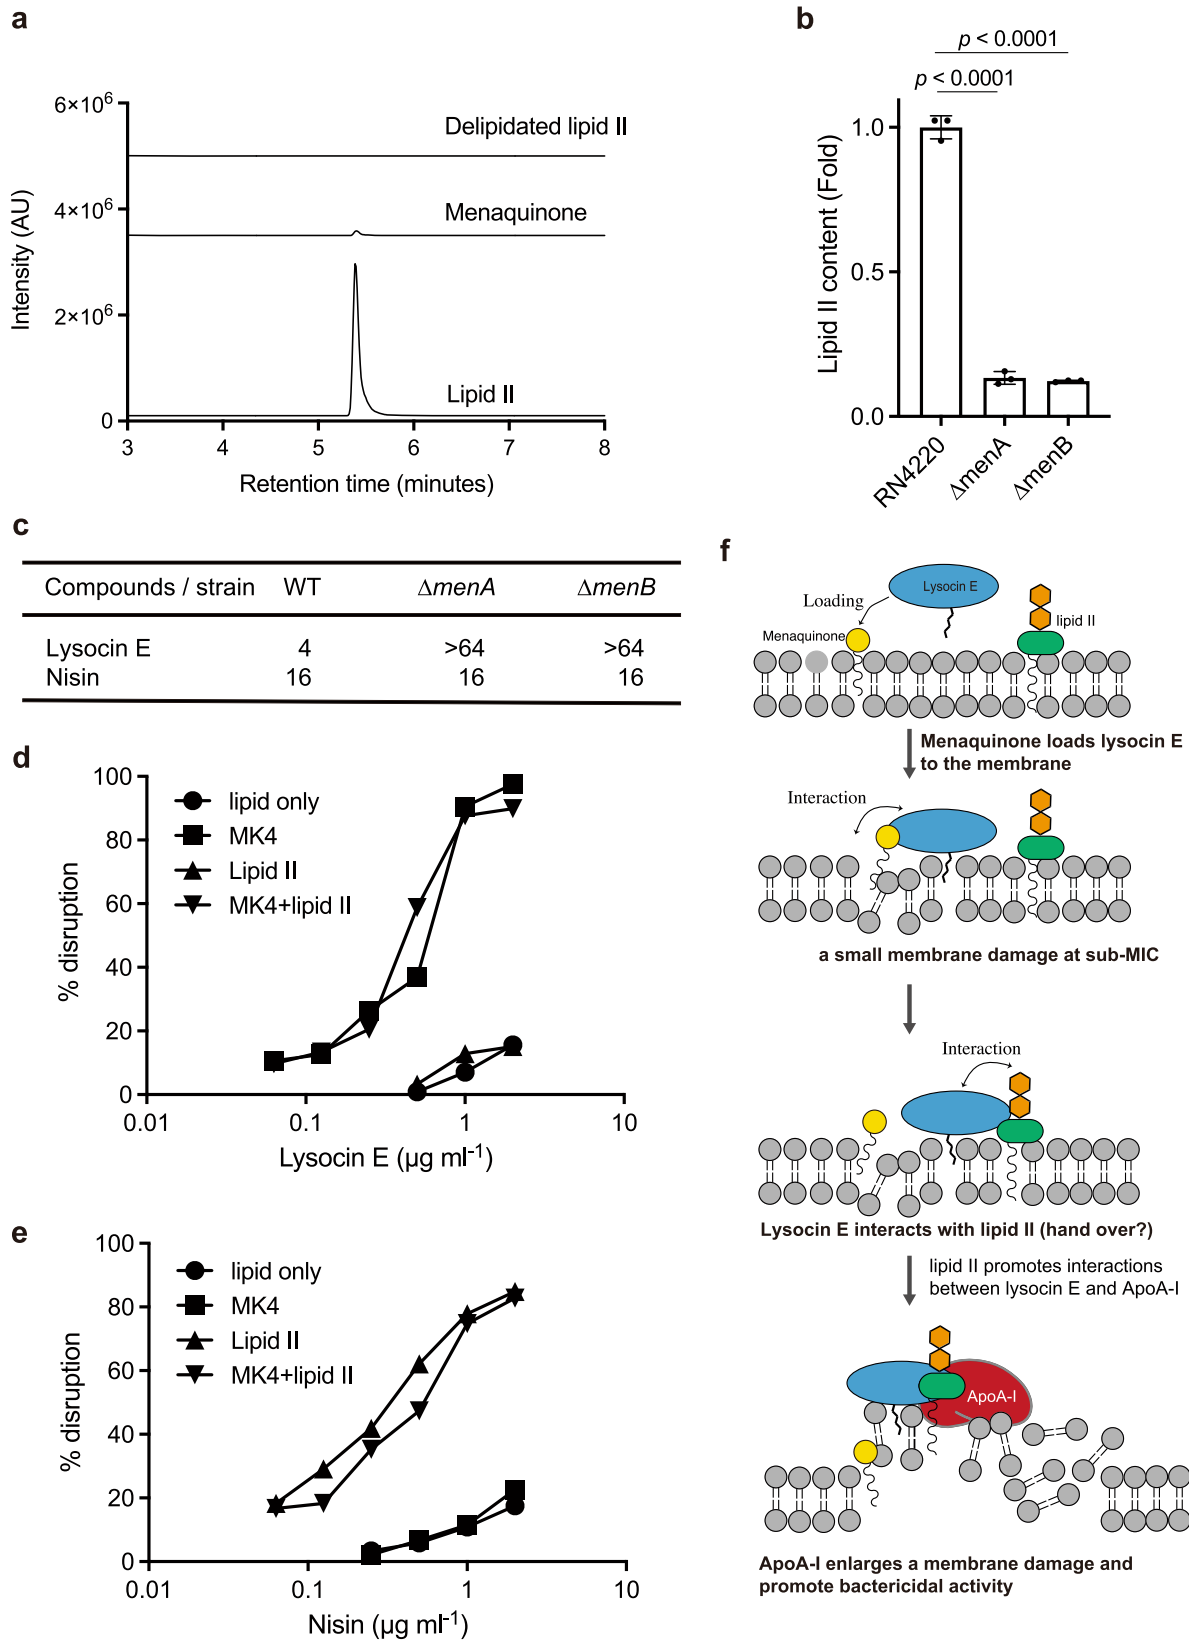 a
6×10⁶
4×10⁶
2×10⁶
0
Intensity (AU)
Delipidated lipid II
Menaquinone
Lipid II
3 4 5 6 7 8
Retention time (minutes)
b
p < 0.0001
p < 0.0001
1.0
0.5
0.0
Lipid II content (Fold)
RN4220
ΔmenA
ΔmenB
c
Compounds / strain WT ΔmenA ΔmenB
Lysocin E 4 >64 >64
Nisin 16 16 16
d
100
80
60
40
20
0
% disruption
lipid only
MK4
Lipid II
MK4+lipid II
0.01 0.1 1 10
Lysocin E (µg ml⁻¹)
e
100
80
60
40
20
0
% disruption
lipid only
MK4
Lipid II
MK4+lipid II
0.01 0.1 1 10
Nisin (µg ml⁻¹)
f
Lysocin E
Loading
lipid II
Menaquinone
Menaquinone loads lysocin E
to the membrane
Interaction
a small membrane damage at sub-MIC
Interaction
Lysocin E interacts with lipid II (hand over?)
lipid II promotes interactions
between lysocin E and ApoA-I
ApoA-I
ApoA-I enlarges a membrane damage and
promote bactericidal activity